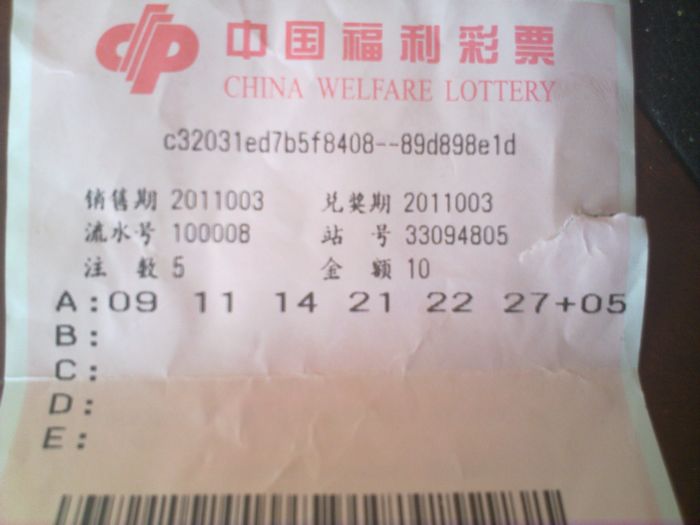 中国福利彩票
CHINA WELFARE LOTTERY
c32031ed7b5f8408--89d898e1d
销售期 2011003 兑奖期 2011003
流水号 100008 站 号 33094805
注 数 5 金 额 10
A:09 11 14 21 22 27+05
B:
C:
D:
E: